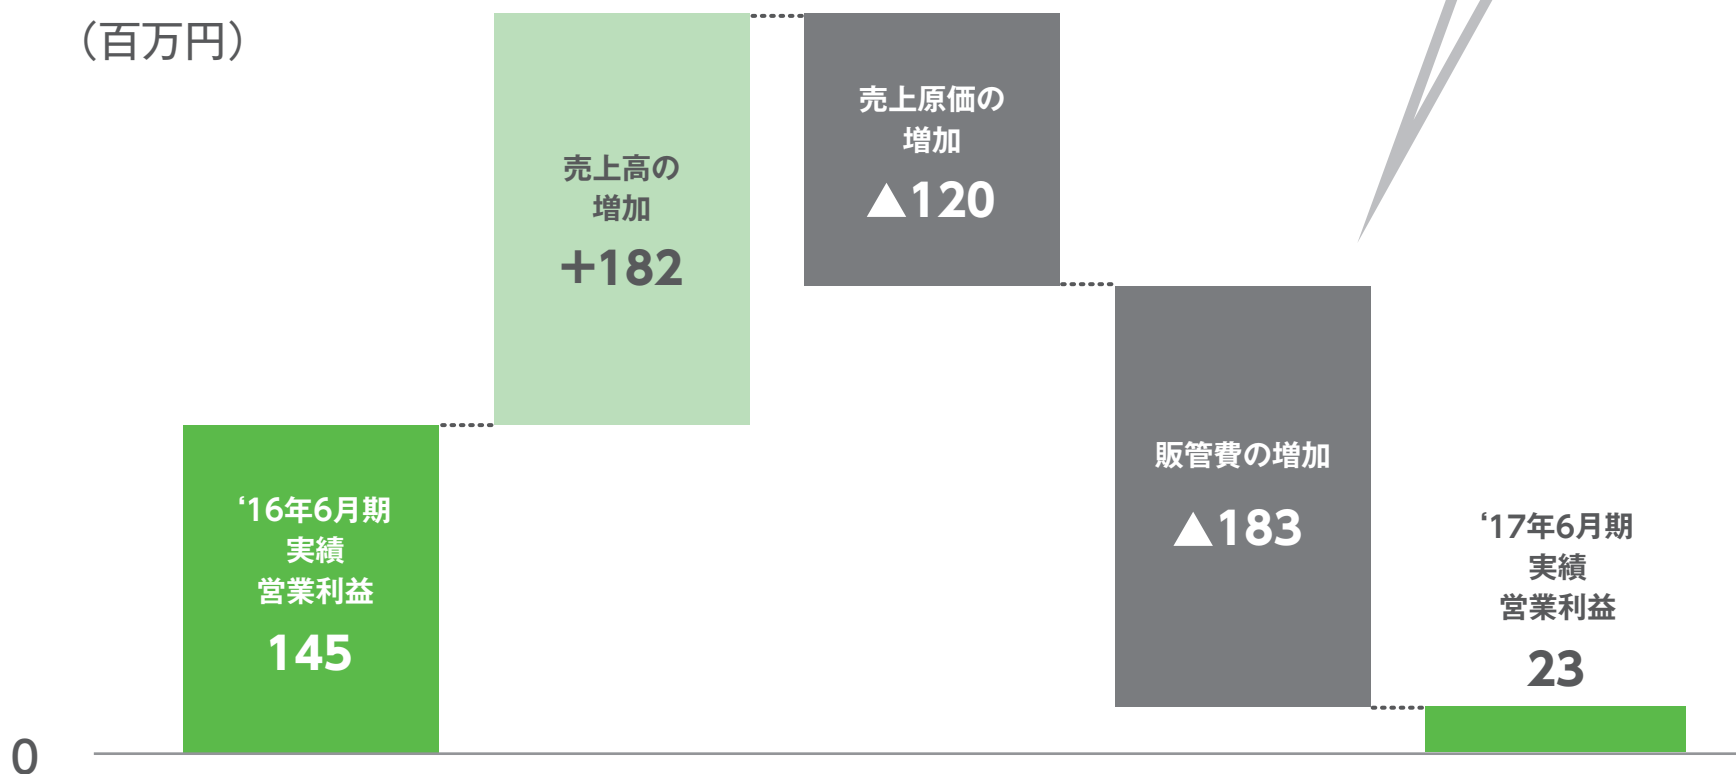 （百万円）
売上高の
増加
+182
売上原価の
増加
▲120
販管費の増加
▲183
‘16年6月期
実績
営業利益
145
‘17年6月期
実績
営業利益
23
0